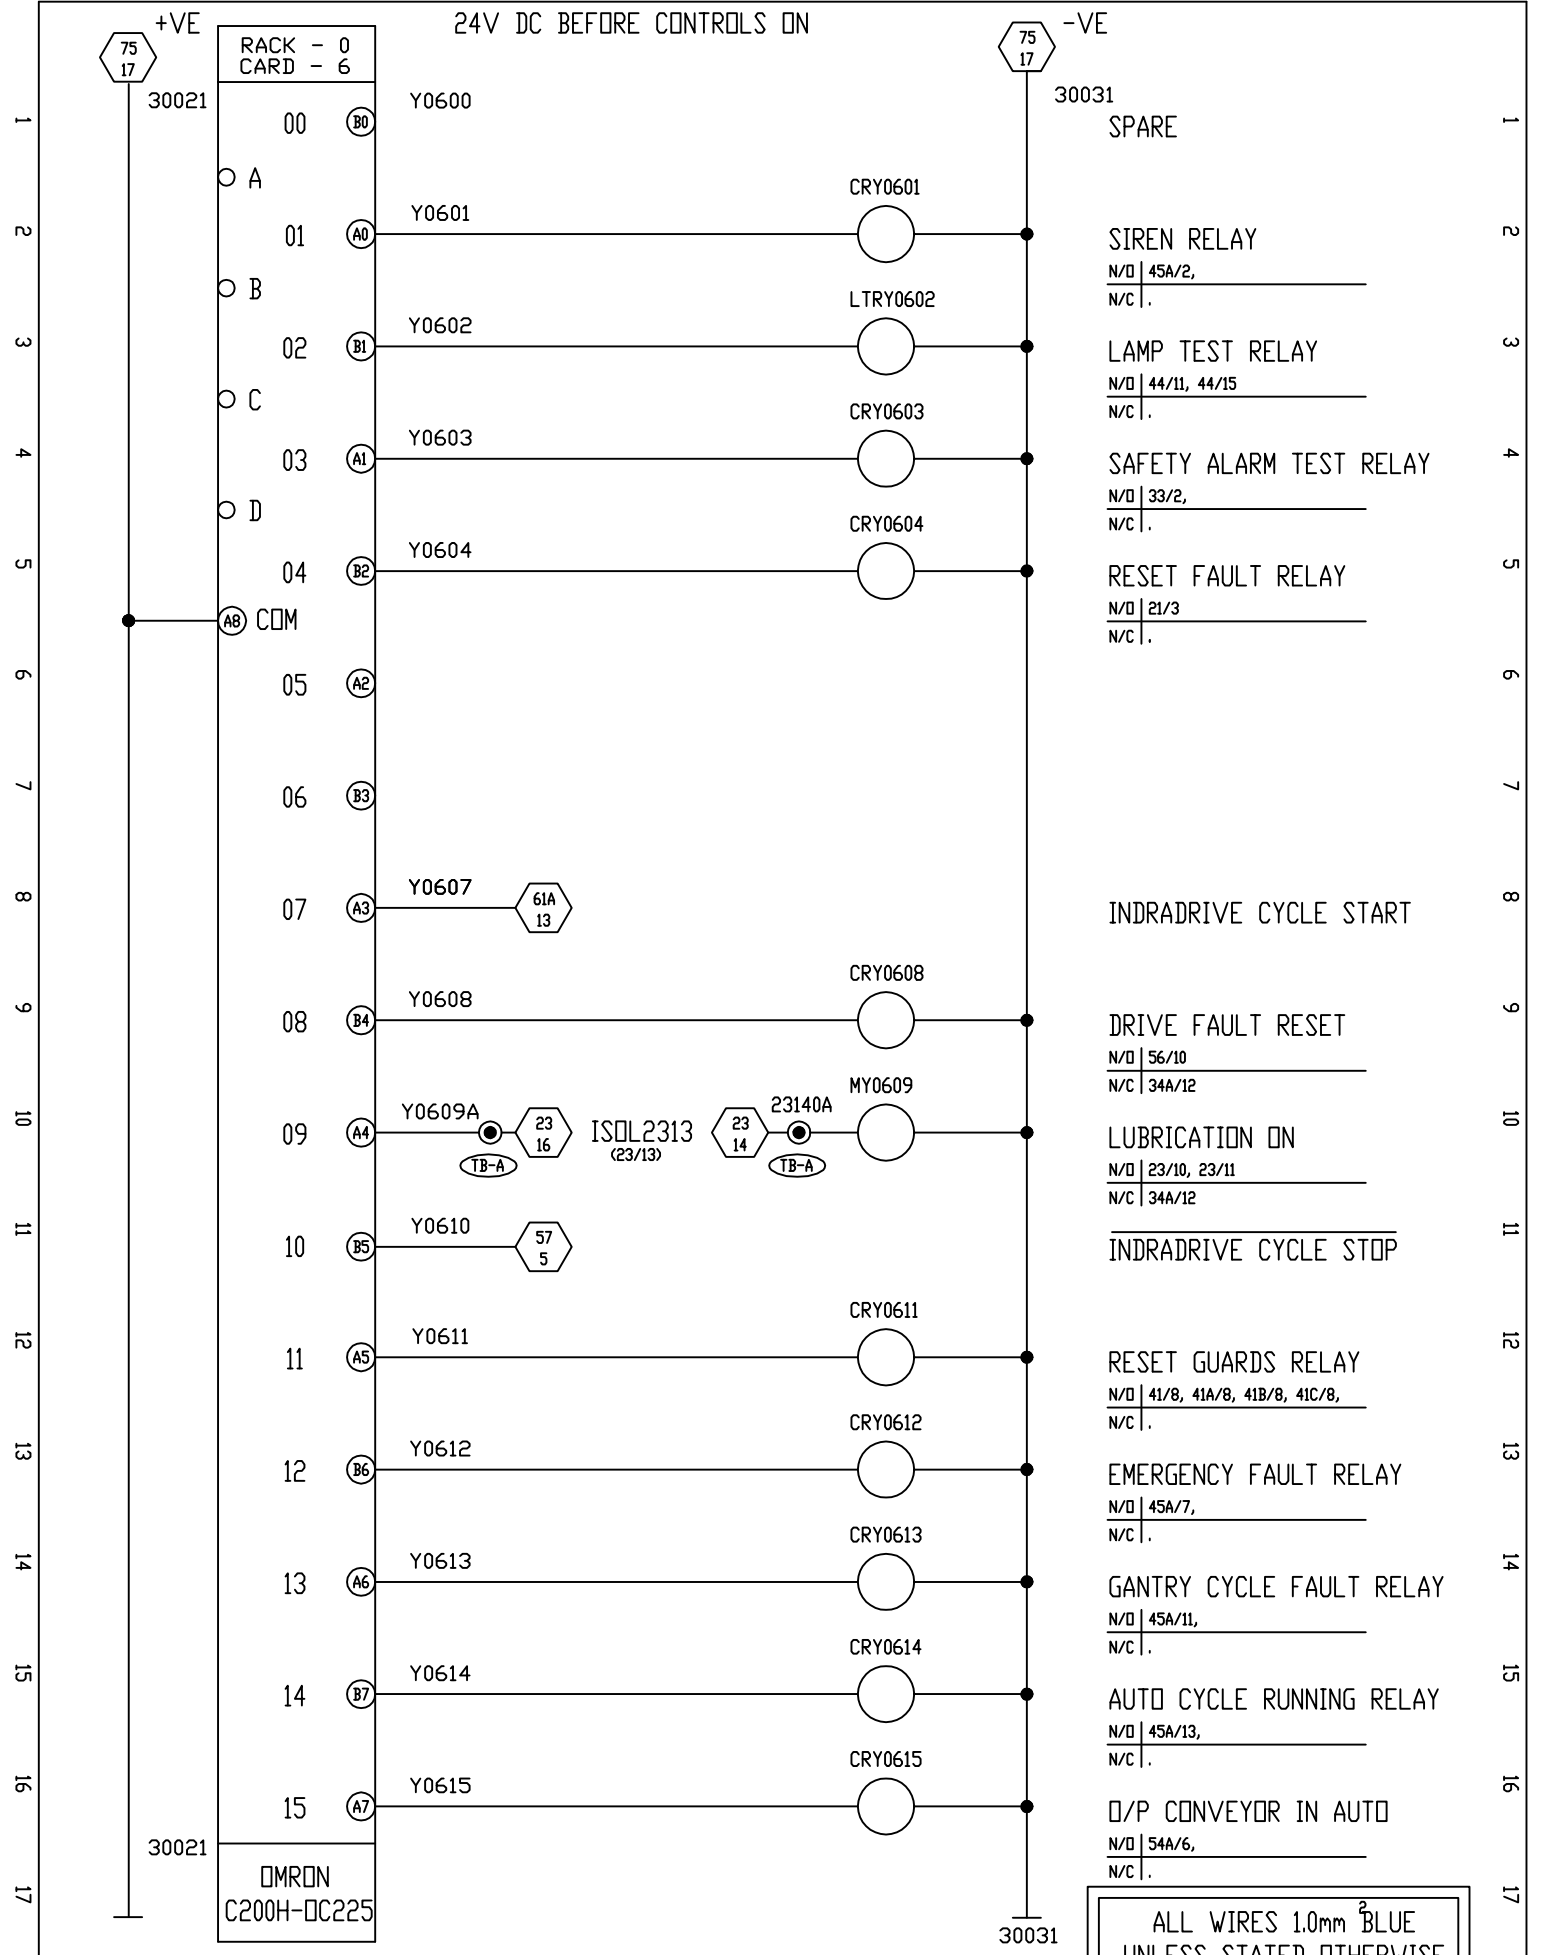 +VE
24V DC BEFORE CONTROLS ON
-VE
75
17
RACK - 0
CARD - 6
75
17
30021
Y0600
30031
1
00
B0
SPARE
1
A
CRY0601
Y0601
2
01
A0
SIREN RELAY
2
N/O 45A/2,
B
N/C .
LTRY0602
Y0602
3
02
B1
LAMP TEST RELAY
3
N/O 44/11, 44/15
C
N/C .
CRY0603
Y0603
4
03
A1
SAFETY ALARM TEST RELAY
4
N/O 33/2,
D
N/C .
CRY0604
Y0604
5
04
B2
RESET FAULT RELAY
5
N/O 21/3
A8 COM
N/C .
6
05
A2
6
7
06
B3
7
Y0607
8
07
A3
61A
13
INDRADRIVE CYCLE START
8
CRY0608
Y0608
9
08
B4
DRIVE FAULT RESET
9
N/O 56/10
N/C 34A/12
MY0609
Y0609A
23140A
10
09
A4
23
16
ISOL2313
(23/13)
23
14
LUBRICATION ON
10
TB-A
TB-A
N/O 23/10, 23/11
N/C 34A/12
Y0610
11
10
B5
57
5
INDRADRIVE CYCLE STOP
11
CRY0611
Y0611
12
11
A5
RESET GUARDS RELAY
12
N/O 41/8, 41A/8, 41B/8, 41C/8,
N/C .
CRY0612
Y0612
13
12
B6
EMERGENCY FAULT RELAY
13
N/O 45A/7,
N/C .
CRY0613
Y0613
14
13
A6
GANTRY CYCLE FAULT RELAY
14
N/O 45A/11,
N/C .
CRY0614
Y0614
15
14
B7
AUTO CYCLE RUNNING RELAY
15
N/O 45A/13,
N/C .
CRY0615
Y0615
16
15
A7
O/P CONVEYOR IN AUTO
16
30021
N/O 54A/6,
N/C .
17
OMRON
C200H-OC225
30031
17
ALL WIRES 1.0mm² BLUE
UNLESS STATED OTHERWISE